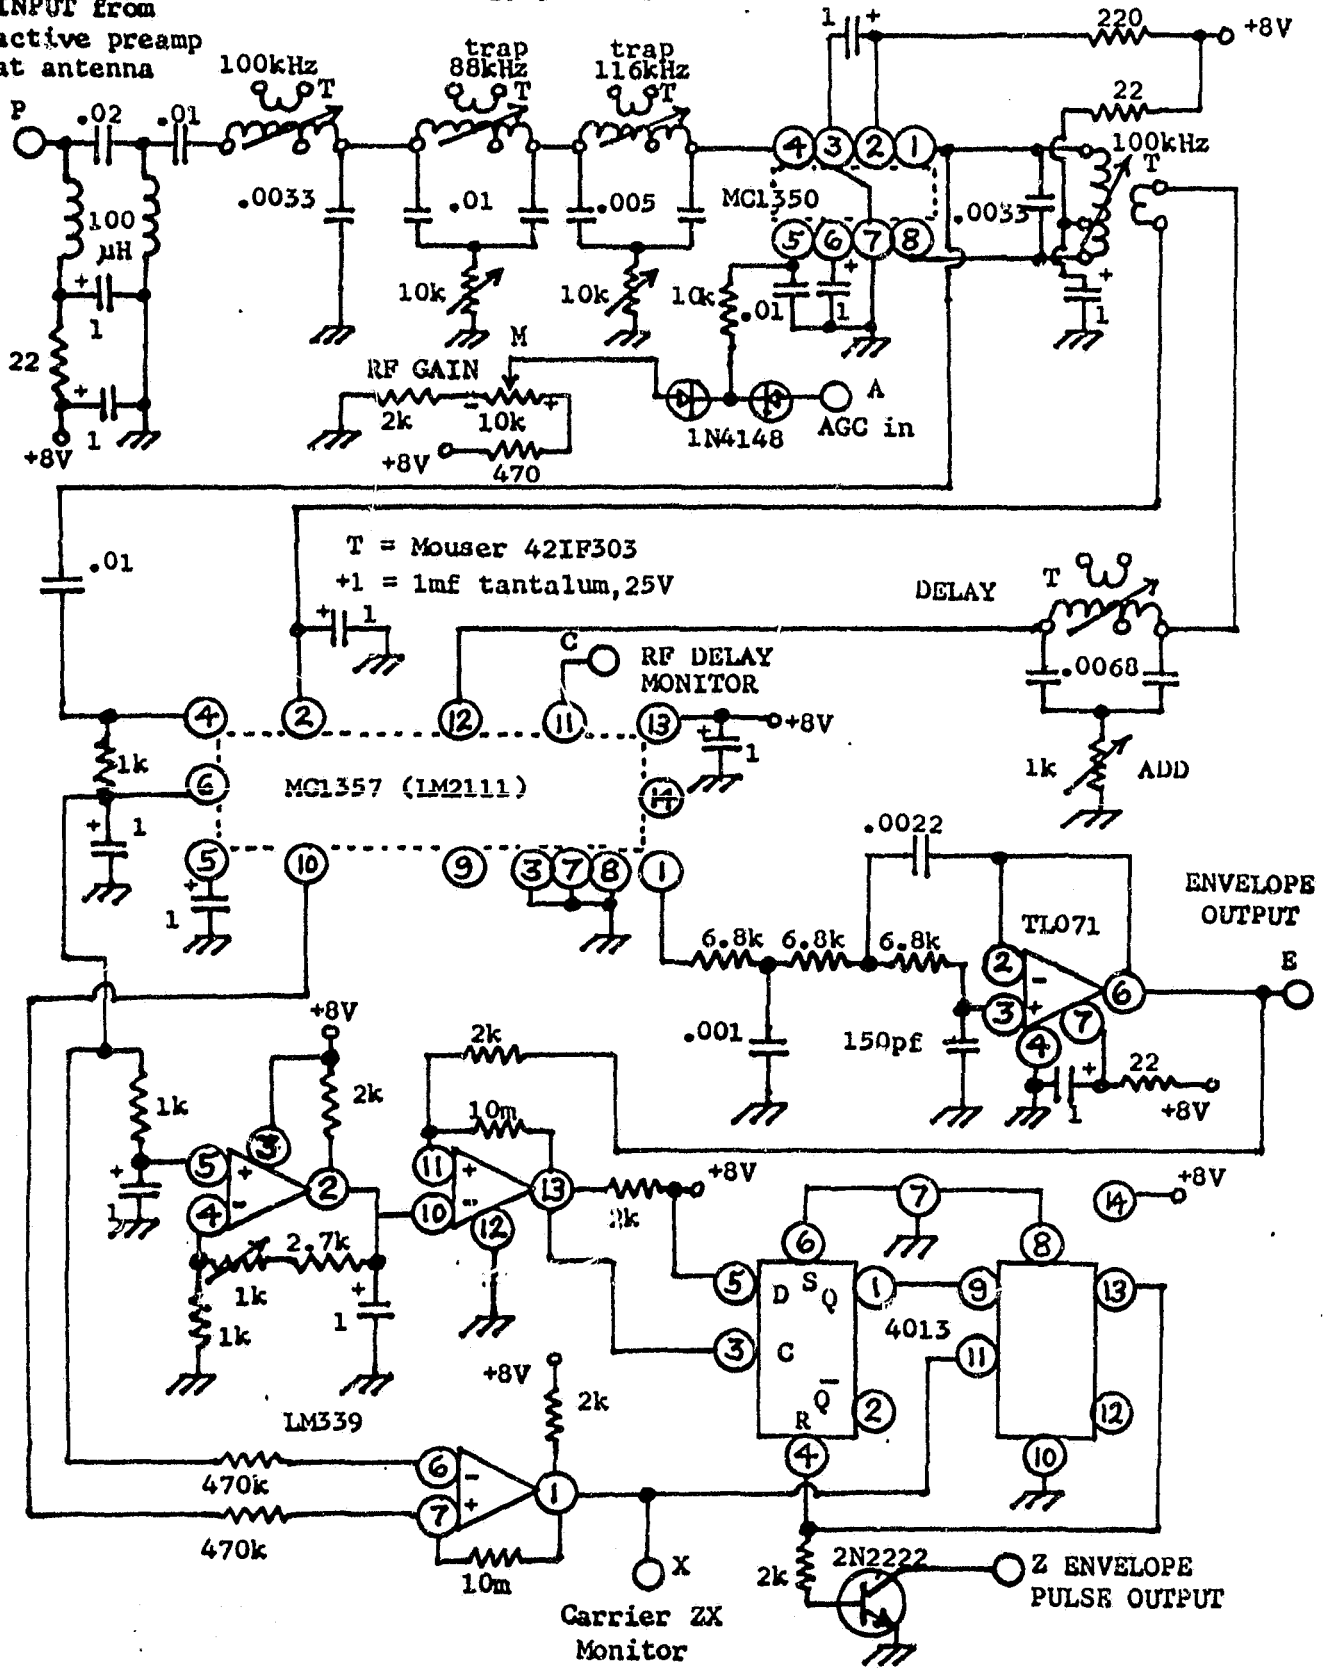 INPUT from
active preamp
at antenna
P
.02
.01
100kHz
T
trap
88kHz
T
trap
116kHz
T
1
+
220
+8V
22
100kHz
T
4
3
2
1
MC1350
5
6
7
8
.0033
.01
.005
.0033
100
µH
+
1
22
+
1
+8V
10k
10k
10k
.01
+
1
+
1
M
RF GAIN
2k
-
10k
+
+8V
470
1N4148
A
AGC in
.01
T = Mouser 42IF303
+1 = 1mf tantalum,25V
+
1
C
RF DELAY
MONITOR
DELAY
T
.0068
1k
ADD
4
2
12
11
13
+8V
+
1
1k
6
MC1357 (LM2111)
14
+
1
5
10
9
3
7
8
1
+
1
.0022
ENVELOPE
OUTPUT
E
6.8k
6.8k
6.8k
TL071
2
-
3
+
6
7
4
.001
150pf
+
1
22
+8V
+8V
2k
2k
1k
3
10m
5
+
2
4
-
+
1
11
+
10
-
13
12
2k
+8V
7
14
+8V
2.7k
1k
1k
+
1
6
8
5
D
S
Q
1
9
13
4013
3
C
11
Q
2
12
R
4
10
LM339
+8V
2k
470k
6
-
7
+
1
470k
10m
X
Carrier ZX
Monitor
2k
2N2222
Z ENVELOPE
PULSE OUTPUT